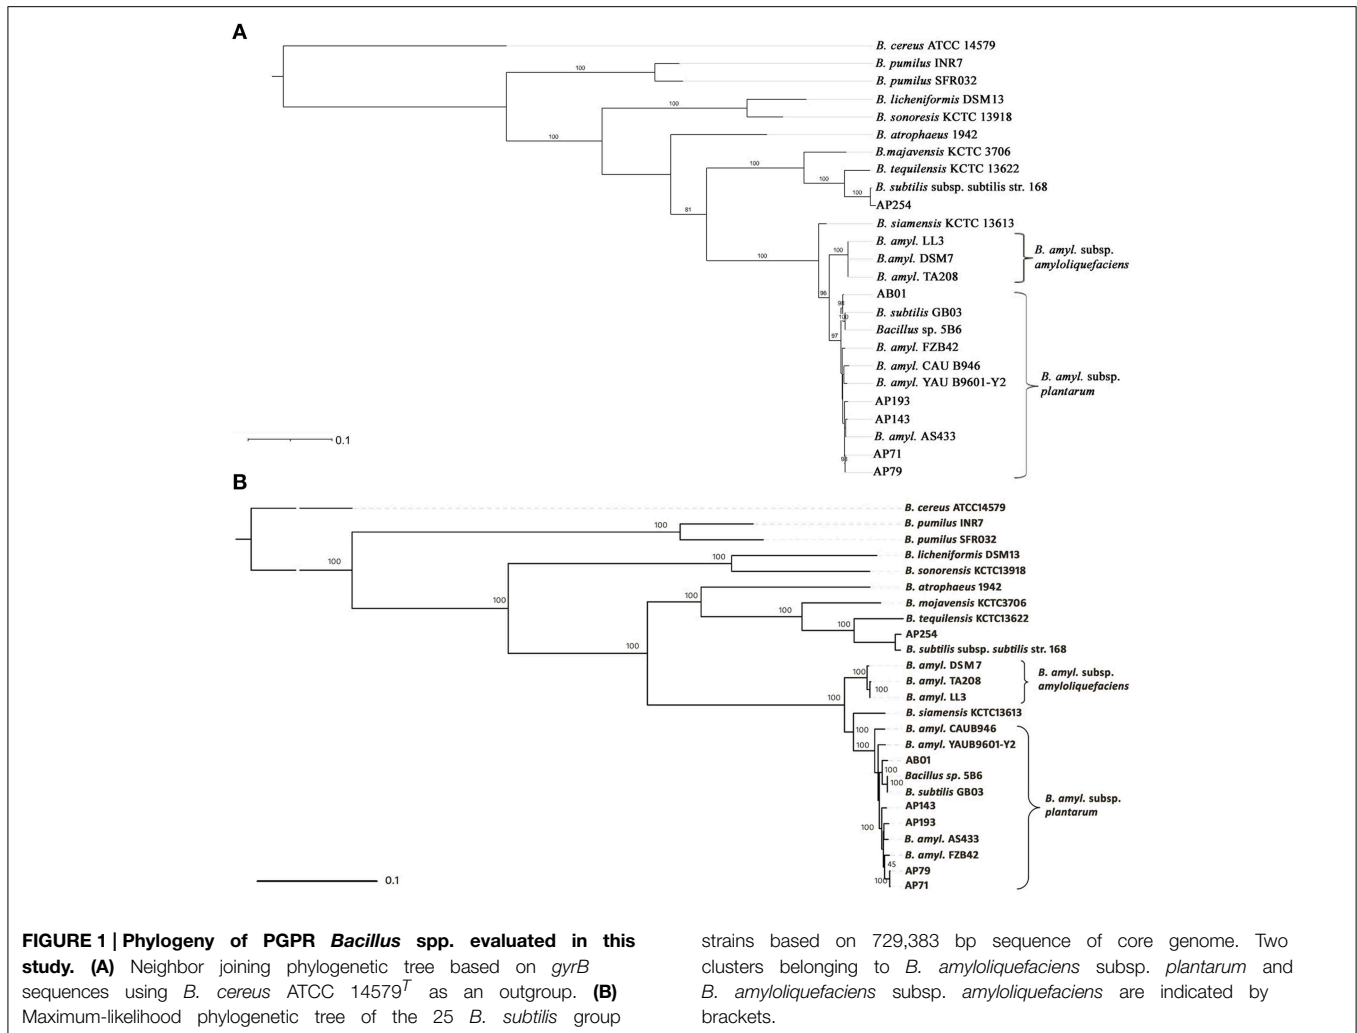 A
B. cereus ATCC 14579
B. pumilus INR7
100
B. pumilus SFR032
B. licheniformis DSM13
100
B. sonoresis KCTC 13918
100
B. atrophaeus 1942
B.majavensis KCTC 3706
100
B. tequilensis KCTC 13622
100
B. subtilis subsp. subtilis str. 168
100
AP254
81
B. siamensis KCTC 13613
B. amyl. LL3
100
B. amyl. subsp.
amyloliquefaciens
B.amyl. DSM7
100
B. amyl. TA208
96
AB01
98
B. subtilis GB03
100
Bacillus sp. 5B6
97
B. amyl. FZB42
B. amyl. CAU B946
B. amyl. YAU B9601-Y2
B. amyl. subsp.
plantarum
AP193
AP143
B. amyl. AS433
0.1
AP71
AP79
B
B. cereus ATCC14579
B. pumilus INR7
100
B. pumilus SFR032
B. licheniformis DSM13
100
100
B. sonorensis KCTC13918
B. atrophaeus 1942
100
100
B. mojavensis KCTC3706
100
B. tequilensis KCTC13622
100
AP254
100
B. subtilis subsp. subtilis str. 168
B. amyl. DSM7
100
B. amyl. subsp.
amyloliquefaciens
B. amyl. TA208
100
B. amyl. LL3
100
B. siamensis KCTC13613
B. amyl. CAUB946
100
B. amyl. YAUB9601-Y2
100
AB01
100
Bacillus sp. 5B6
100
B. subtilis GB03
B. amyl. subsp.
plantarum
AP143
AP193
100
B. amyl. AS433
B. amyl. FZB42
45
AP79
100
AP71
0.1
FIGURE 1 | Phylogeny of PGPR Bacillus spp. evaluated in this
study. (A) Neighbor joining phylogenetic tree based on gyrB
sequences using B. cereus ATCC 14579T as an outgroup. (B)
Maximum-likelihood phylogenetic tree of the 25 B. subtilis group
strains based on 729,383 bp sequence of core genome. Two
clusters belonging to B. amyloliquefaciens subsp. plantarum and
B. amyloliquefaciens subsp. amyloliquefaciens are indicated by
brackets.